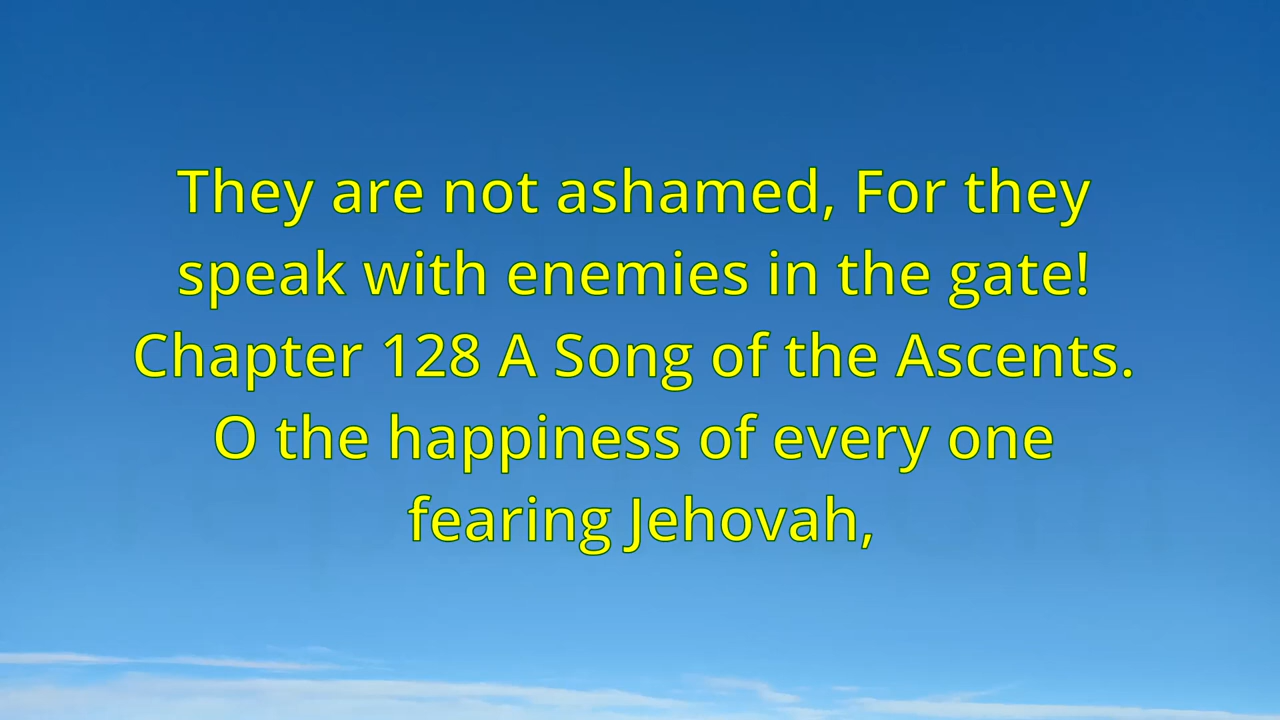 They are not ashamed, For they
speak with enemies in the gate!
Chapter 128 A Song of the Ascents.
O the happiness of every one
fearing Jehovah,